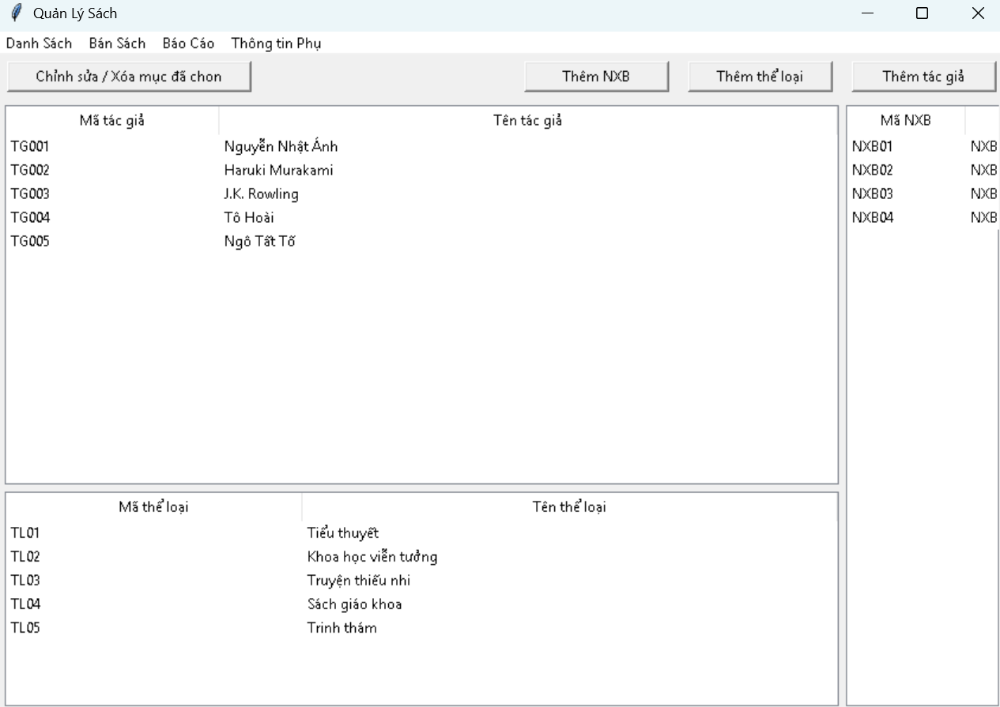 Quản Lý Sách
Danh Sách Bán Sách Báo Cáo Thông tin Phụ
Chỉnh sửa / Xóa mục đã chon Thêm NXB Thêm thể loại Thêm tác giả
Mã tác giả Tên tác giả
TG001 Nguyễn Nhật Ánh
TG002 Haruki Murakami
TG003 J.K. Rowling
TG004 Tô Hoài
TG005 Ngô Tất Tố
Mã NXB
NXB01 NXB
NXB02 NXB
NXB03 NXB
NXB04 NXB
Mã thể loại Tên thể loại
TL01 Tiểu thuyết
TL02 Khoa học viễn tưởng
TL03 Truyện thiếu nhi
TL04 Sách giáo khoa
TL05 Trinh thám